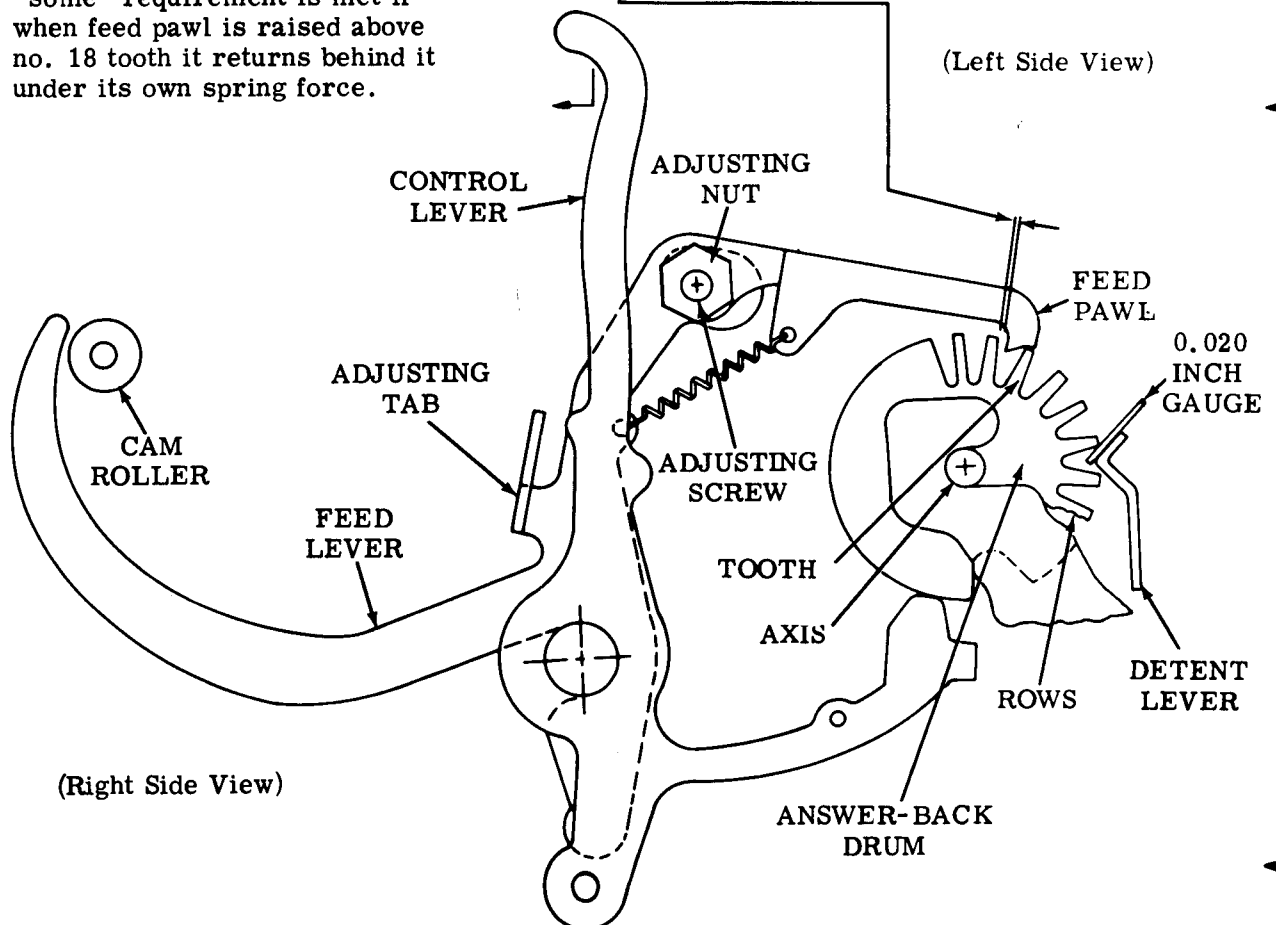 "some" requirement is met if
when feed pawl is raised above
no. 18 tooth it returns behind it
under its own spring force.
(Left Side View)
ADJUSTING
NUT
CONTROL
LEVER
FEED
PAWL
0.020
INCH
GAUGE
ADJUSTING
TAB
CAM
ROLLER
ADJUSTING
SCREW
FEED
LEVER
TOOTH
AXIS
ROWS
DETENT
LEVER
(Right Side View)
ANSWER-BACK
DRUM